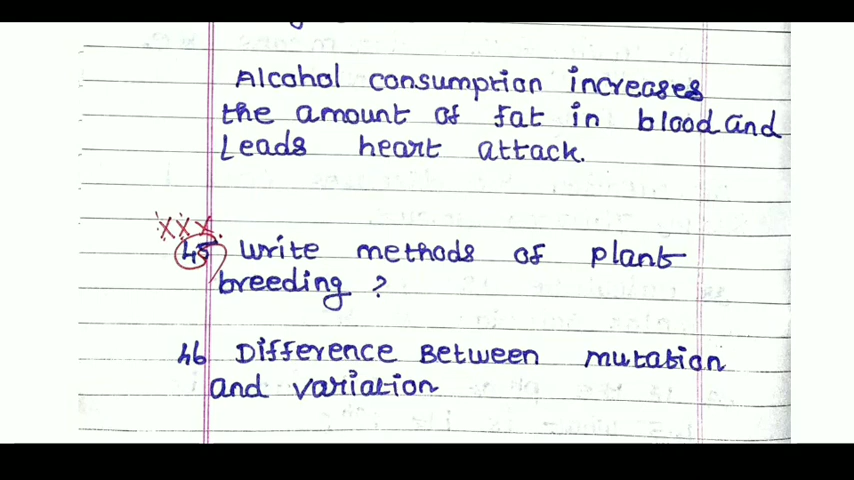 Alcohol consumption increases
the amount of fat in blood and
Leads heart attack.
XXX
45 Write methods of plant
breeding ?
46 Difference Between mutation
and variation